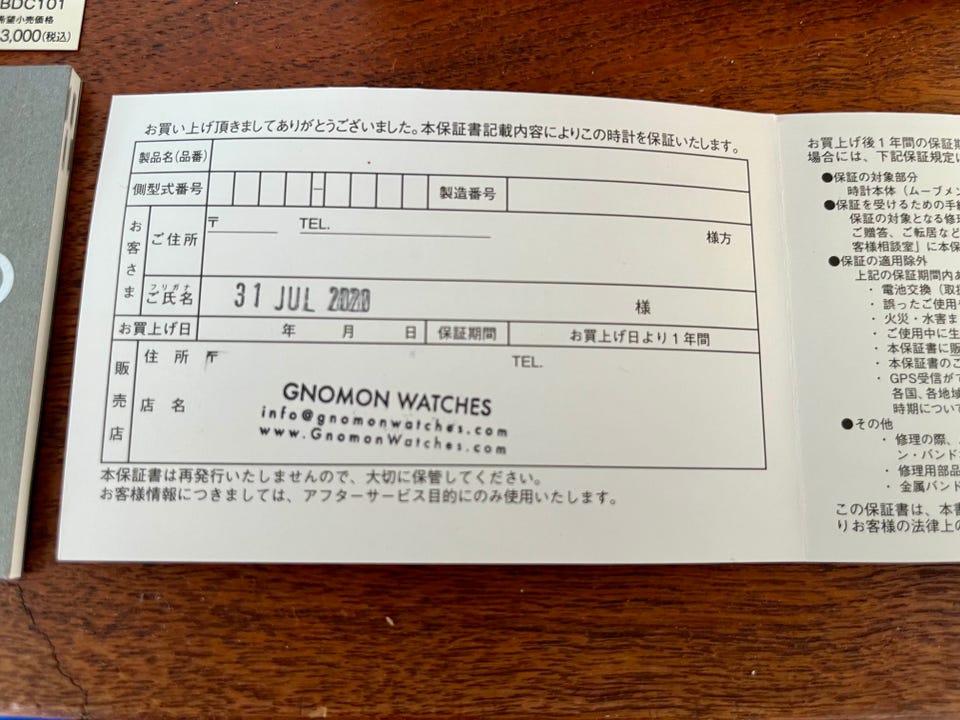 BDC101
希望小売価格
3,000(税込)
お買い上げ頂きましてありがとうございました。本保証書記載内容によりこの時計を保証いたします。
製品名(品番)
側型式番号 － 製造番号
お客さま
ご住所 〒 TEL. 様方
フリガナ
ご氏名 31 JUL 2020 様
お買上げ日 年 月 日 保証期間 お買上げ日より1年間
販売店
住所 〒 TEL.
店名 GNOMON WATCHES
info@gnomonwatches.com
www.GnomonWatches.com
本保証書は再発行いたしませんので、大切に保管してください。
お客様情報につきましては、アフターサービス目的にのみ使用いたします。
お買上げ後1年間の保証期
場合には、下記保証規定に
●保証の対象部分
時計本体（ムーブメン
●保証を受けるための手続
保証の対象となる修理
ご贈答、ご転居など
客様相談室」に本保
●保証の適用除外
上記の保証期間内あ
・電池交換（取扱
・誤ったご使用や
・火災・水害ま
・ご使用中に生
・本保証書に販
・本保証書のご
・GPS受信がで
各国、各地域
時期につい
●その他
・修理の際、
ン・バンド
・修理用部品
・金属バンド
この保証書は、本書
りお客様の法律上の